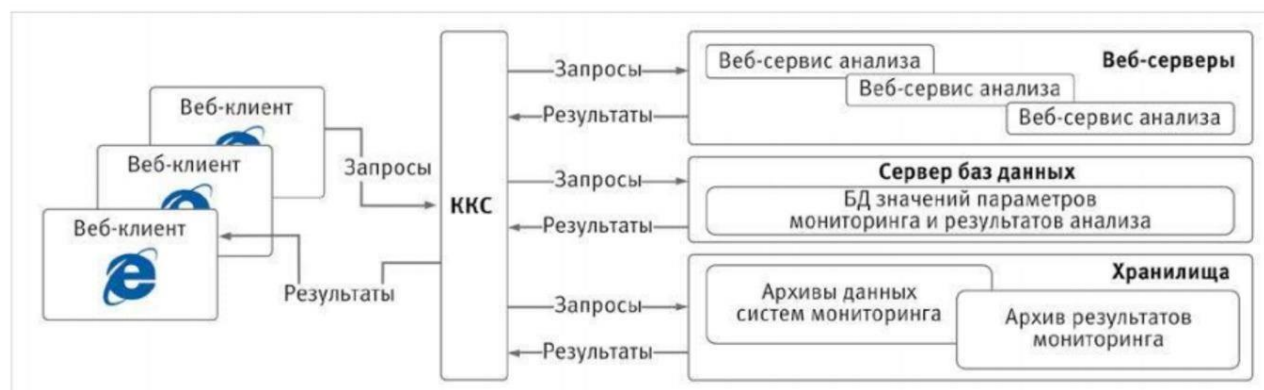 Веб-клиент
Веб-клиент
Веб-клиент
Запросы
Результаты
ККС
Запросы
Результаты
Веб-серверы
Веб-сервис анализа
Веб-сервис анализа
Веб-сервис анализа
Запросы
Результаты
Сервер баз данных
БД значений параметров
мониторинга и результатов анализа
Запросы
Результаты
Хранилища
Архивы данных
систем мониторинга
Архив результатов
мониторинга